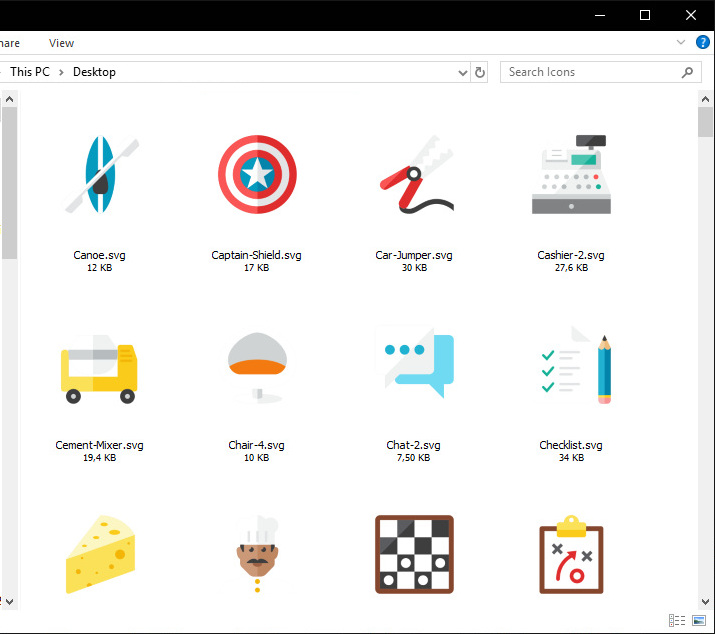 hare View
?
This PC > Desktop
Search Icons
Canoe.svg
12 KB
Captain-Shield.svg
17 KB
Car-Jumper.svg
30 KB
Cashier-2.svg
27,6 KB
Cement-Mixer.svg
19,4 KB
Chair-4.svg
10 KB
Chat-2.svg
7,50 KB
Checklist.svg
34 KB